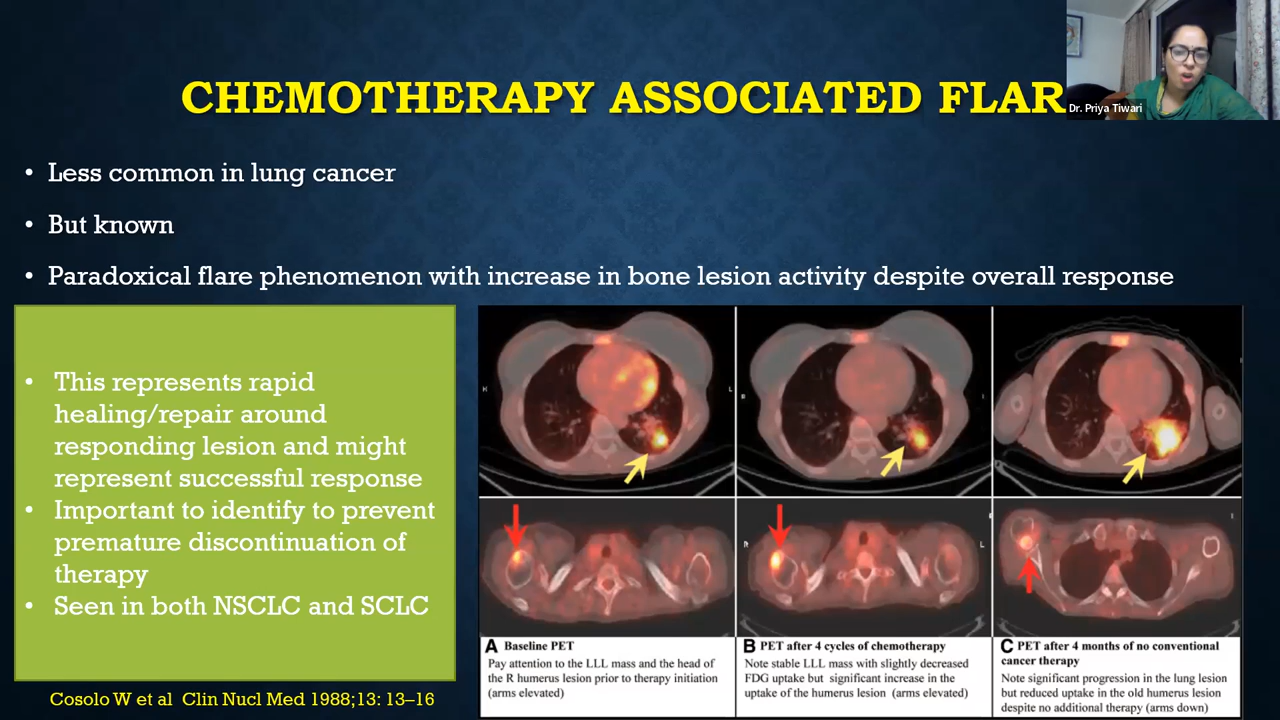 CHEMOTHERAPY ASSOCIATED FLAR
Dr. Priya Tiwari
• Less common in lung cancer
• But known
• Paradoxical flare phenomenon with increase in bone lesion activity despite overall response
• This represents rapid
healing/repair around
responding lesion and might
represent successful response
• Important to identify to prevent
premature discontinuation of
therapy
• Seen in both NSCLC and SCLC
Cosolo W et al Clin Nucl Med 1988;13: 13–16
A Baseline PET
Pay attention to the LLL mass and the head of
the R humerus lesion prior to therapy initiation
(arms elevated)
B PET after 4 cycles of chemotherapy
Note stable LLL mass with slightly decreased
FDG uptake but significant increase in the
uptake of the humerus lesion (arms elevated)
C PET after 4 months of no conventional
cancer therapy
Note significant progression in the lung lesion
but reduced uptake in the old humerus lesion
despite no additional therapy (arms down)